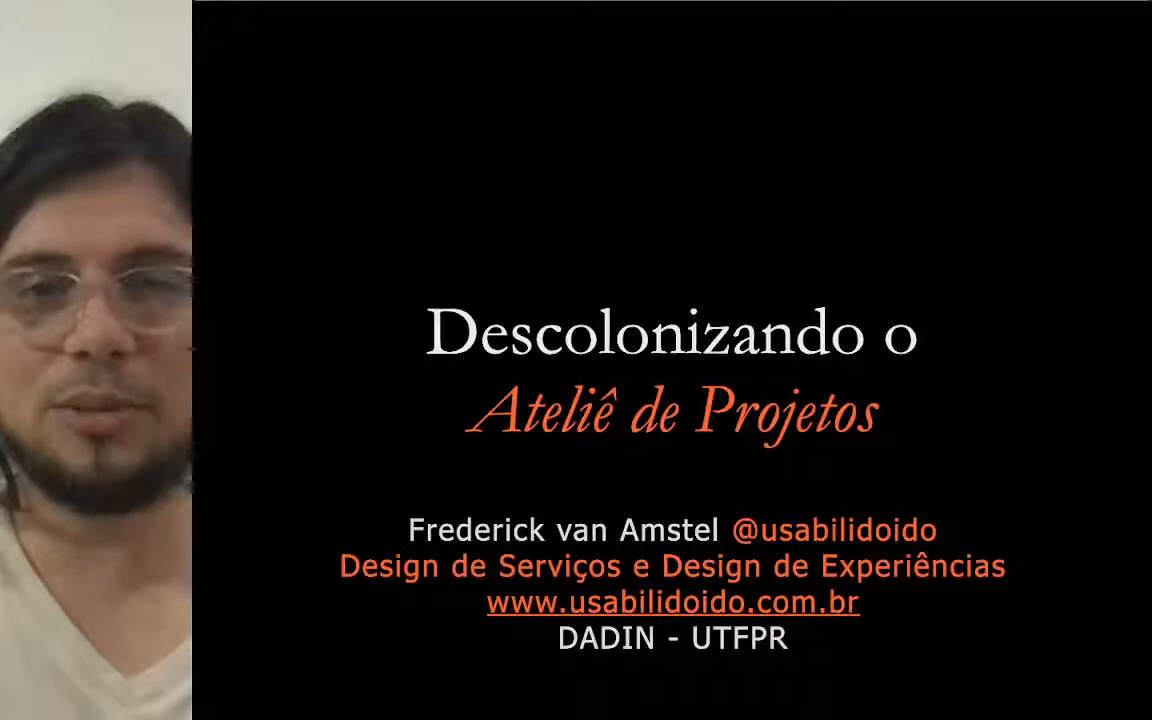 Descolonizando o
Ateliê de Projetos
Frederick van Amstel @usabilidoido
Design de Serviços e Design de Experiências
www.usabilidoido.com.br
DADIN - UTFPR